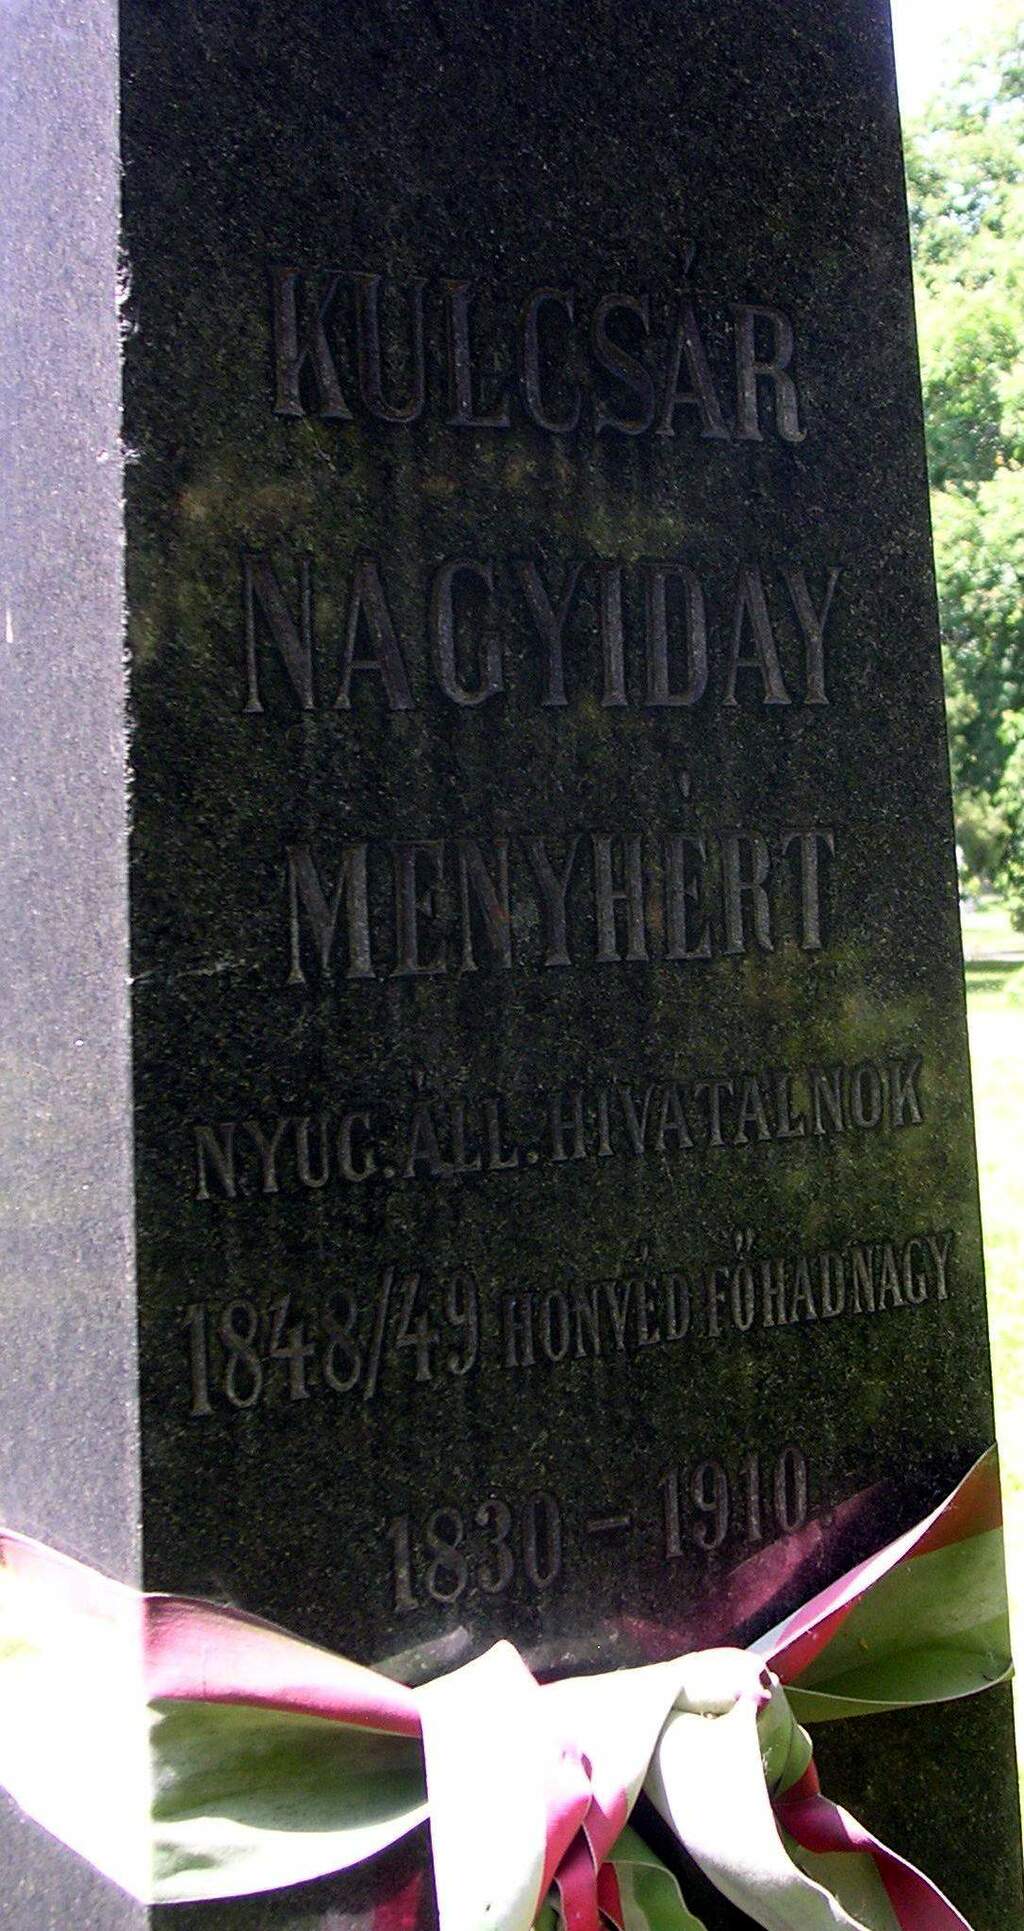 KULCSÁR
NAGYIDAY
MENYHÉRT
NYUG. ÁLL. HIVATALNOK
1848/49 HONVÉD FŐHADNAGY
1830 – 1910.